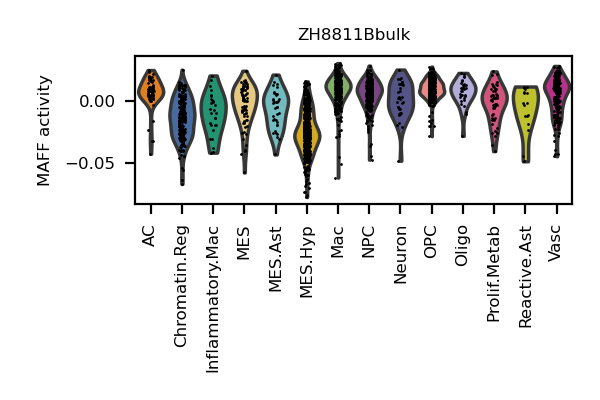 ZH8811Bbulk
MAFF activity
0.00
−0.05
AC
Chromatin.Reg
Inflammatory.Mac
MES
MES.Ast
MES.Hyp
Mac
NPC
Neuron
OPC
Oligo
Prolif.Metab
Reactive.Ast
Vasc